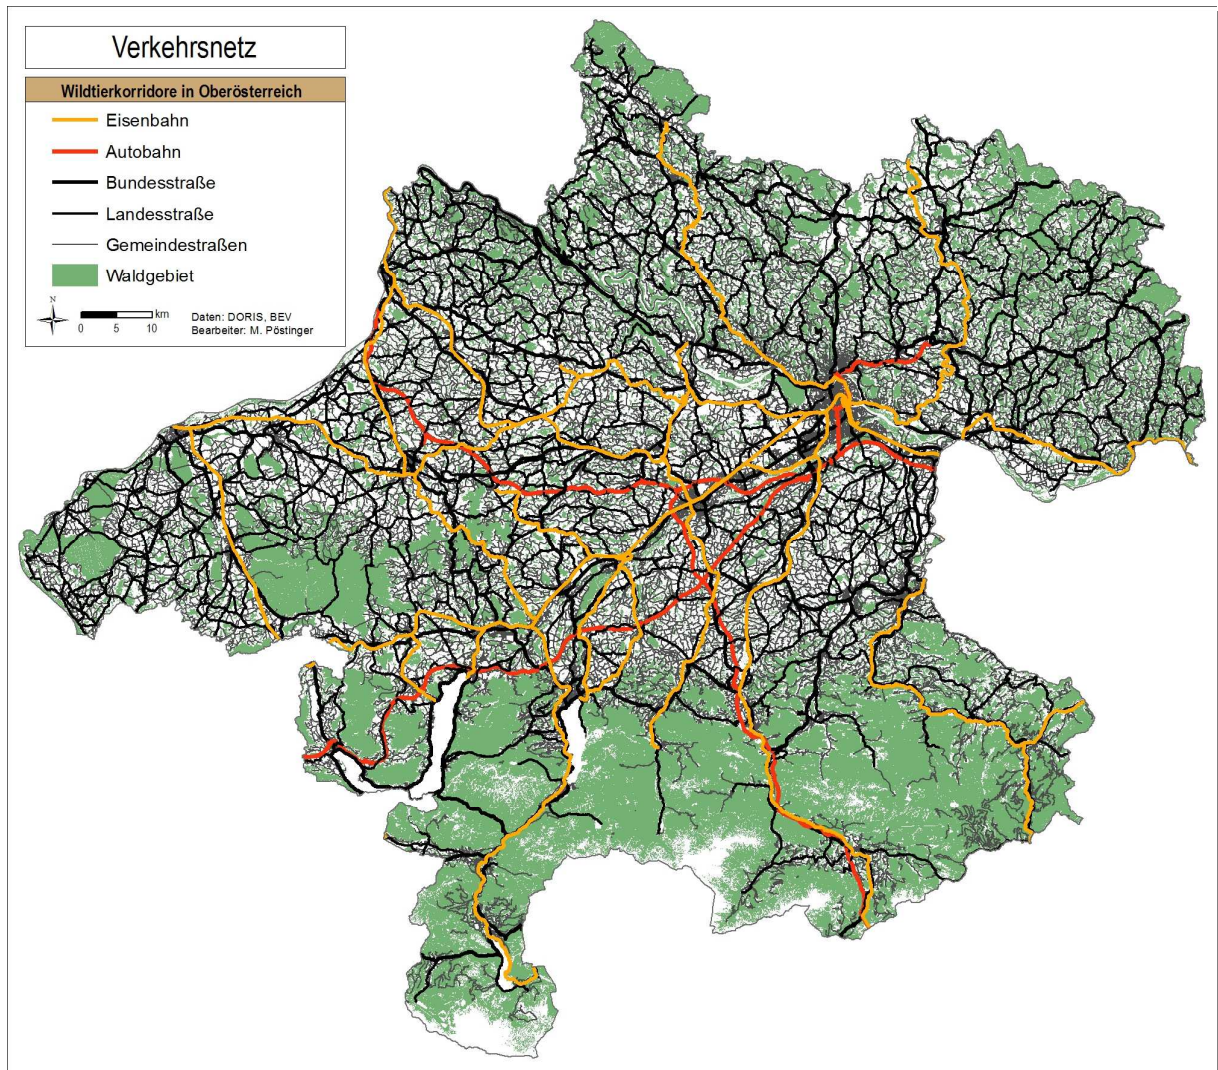 Verkehrsnetz
Wildtierkorridore in Oberösterreich
Eisenbahn
Autobahn
Bundesstraße
Landesstraße
Gemeindestraßen
Waldgebiet
N
km
0 5 10
Daten: DORIS, BEV
Bearbeiter: M. Pöstinger